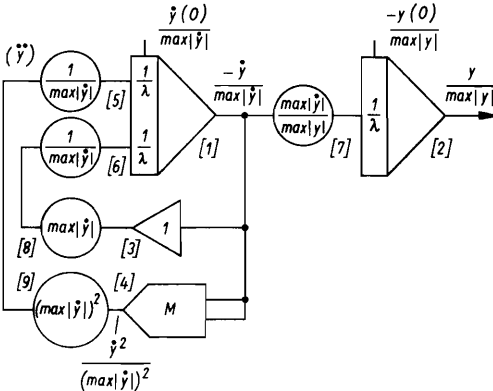 ẏ(0)
max|ẏ|
-y(0)
max|y|
(ÿ)
1
max|ẏ|
[5]
1
λ
-ẏ
max|ẏ|
y
max|y|
1
max|ẏ|
[6]
1
λ
[1]
max|ẏ|
max|y|
[7]
1
λ
[2]
[8]
max|ẏ|
[3]
1
[9]
(max|ẏ|)²
[4]
M
ẏ²
(max|ẏ|)²